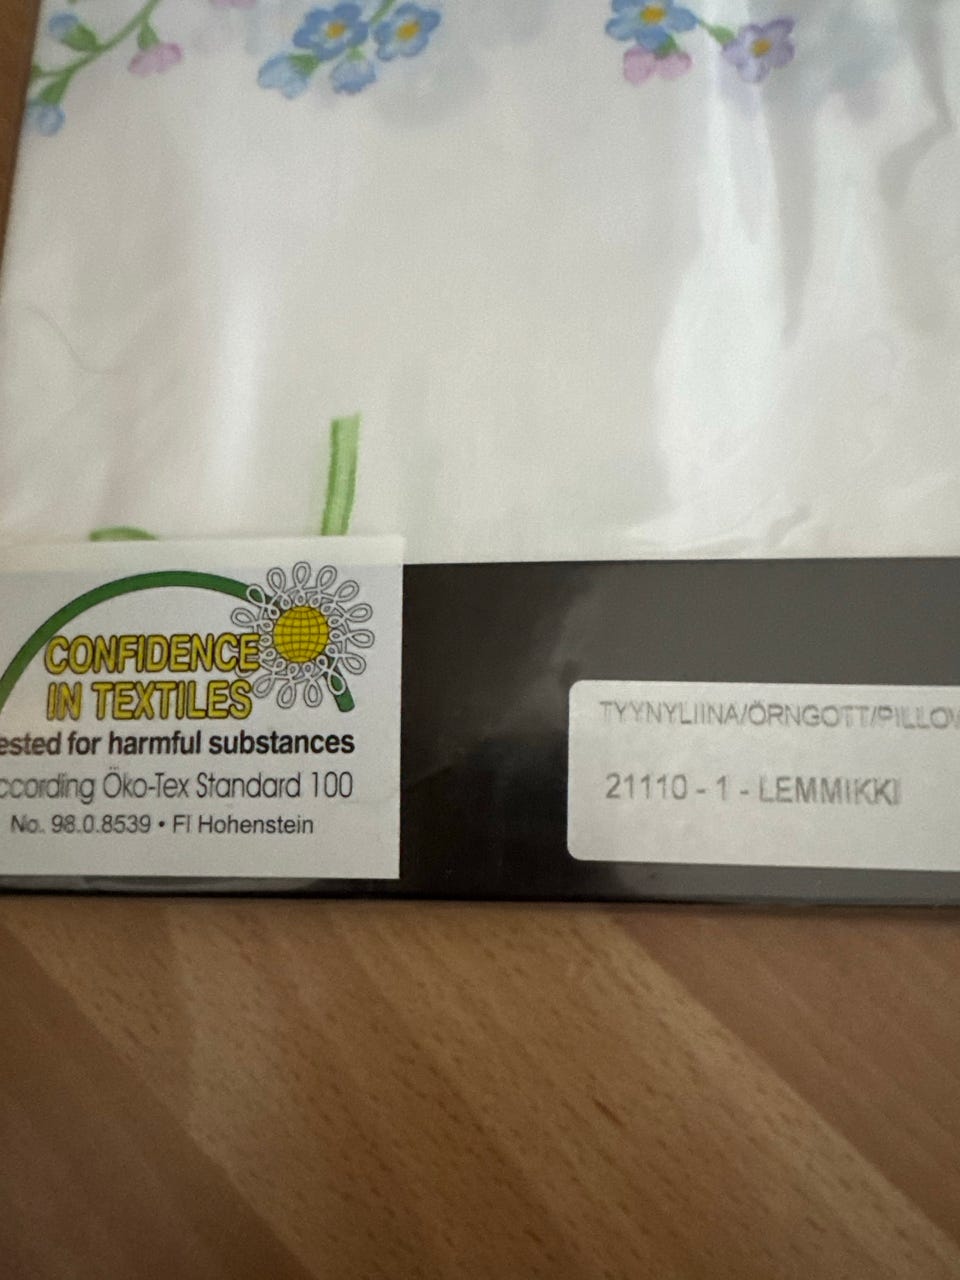 CONFIDENCE
IN TEXTILES
ested for harmful substances
ccording Öko-Tex Standard 100
No. 98.0.8539 • FI Hohenstein
TYYNYLIINA/ÖRNGOTT/PILLOW
21110 - 1 - LEMMIKKI